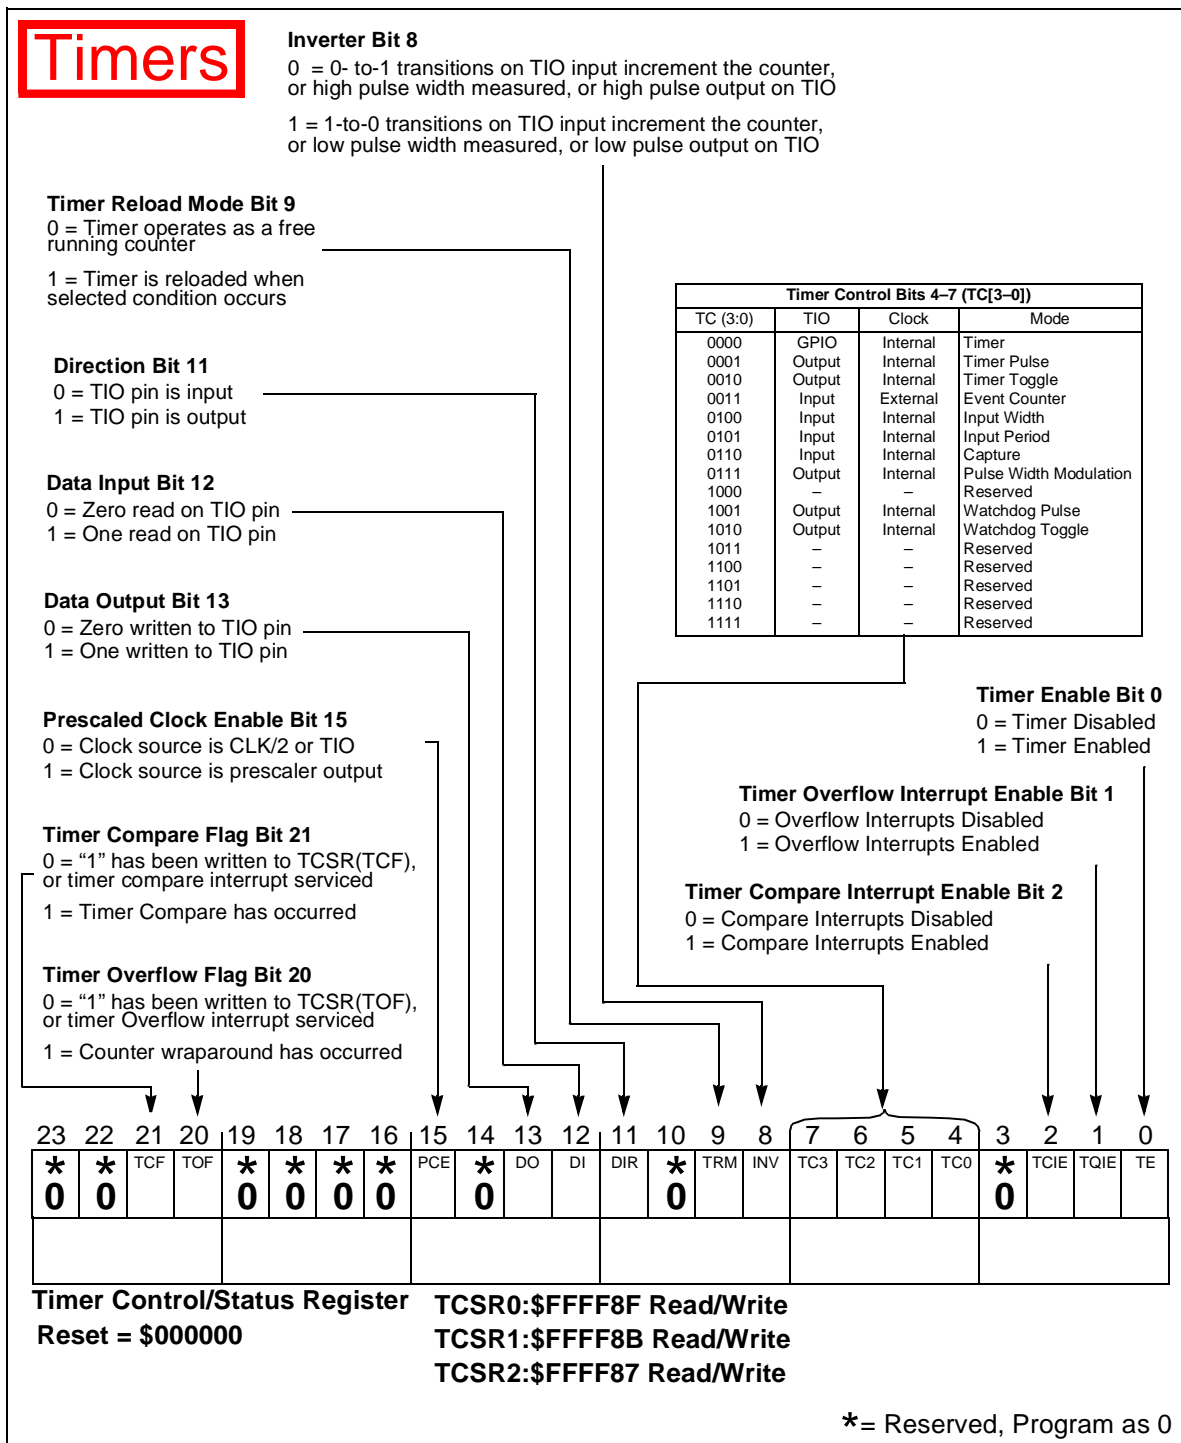 Timers
Inverter Bit 8
0 = 0- to-1 transitions on TIO input increment the counter,
or high pulse width measured, or high pulse output on TIO
1 = 1-to-0 transitions on TIO input increment the counter,
or low pulse width measured, or low pulse output on TIO
Timer Reload Mode Bit 9
0 = Timer operates as a free
running counter
1 = Timer is reloaded when
selected condition occurs
Direction Bit 11
0 = TIO pin is input
1 = TIO pin is output
Data Input Bit 12
0 = Zero read on TIO pin
1 = One read on TIO pin
Data Output Bit 13
0 = Zero written to TIO pin
1 = One written to TIO pin
Prescaled Clock Enable Bit 15
0 = Clock source is CLK/2 or TIO
1 = Clock source is prescaler output
Timer Compare Flag Bit 21
0 = “1” has been written to TCSR(TCF),
or timer compare interrupt serviced
1 = Timer Compare has occurred
Timer Overflow Flag Bit 20
0 = “1” has been written to TCSR(TOF),
or timer Overflow interrupt serviced
1 = Counter wraparound has occurred
Timer Control Bits 4–7 (TC[3–0])
TC (3:0) TIO Clock Mode
0000 GPIO Internal Timer
0001 Output Internal Timer Pulse
0010 Output Internal Timer Toggle
0011 Input External Event Counter
0100 Input Internal Input Width
0101 Input Internal Input Period
0110 Input Internal Capture
0111 Output Internal Pulse Width Modulation
1000 – – Reserved
1001 Output Internal Watchdog Pulse
1010 Output Internal Watchdog Toggle
1011 – – Reserved
1100 – – Reserved
1101 – – Reserved
1110 – – Reserved
1111 – – Reserved
Timer Enable Bit 0
0 = Timer Disabled
1 = Timer Enabled
Timer Overflow Interrupt Enable Bit 1
0 = Overflow Interrupts Disabled
1 = Overflow Interrupts Enabled
Timer Compare Interrupt Enable Bit 2
0 = Compare Interrupts Disabled
1 = Compare Interrupts Enabled
23 22 21 20 19 18 17 16 15 14 13 12 11 10 9 8 7 6 5 4 3 2 1 0
* * TCF TOF * * * * PCE * DO DI DIR * TRM INV TC3 TC2 TC1 TC0 * TCIE TQIE TE
0 0 0 0 0 0 0 0 0
Timer Control/Status Register
Reset = $000000
TCSR0:$FFFF8F Read/Write
TCSR1:$FFFF8B Read/Write
TCSR2:$FFFF87 Read/Write
*= Reserved, Program as 0